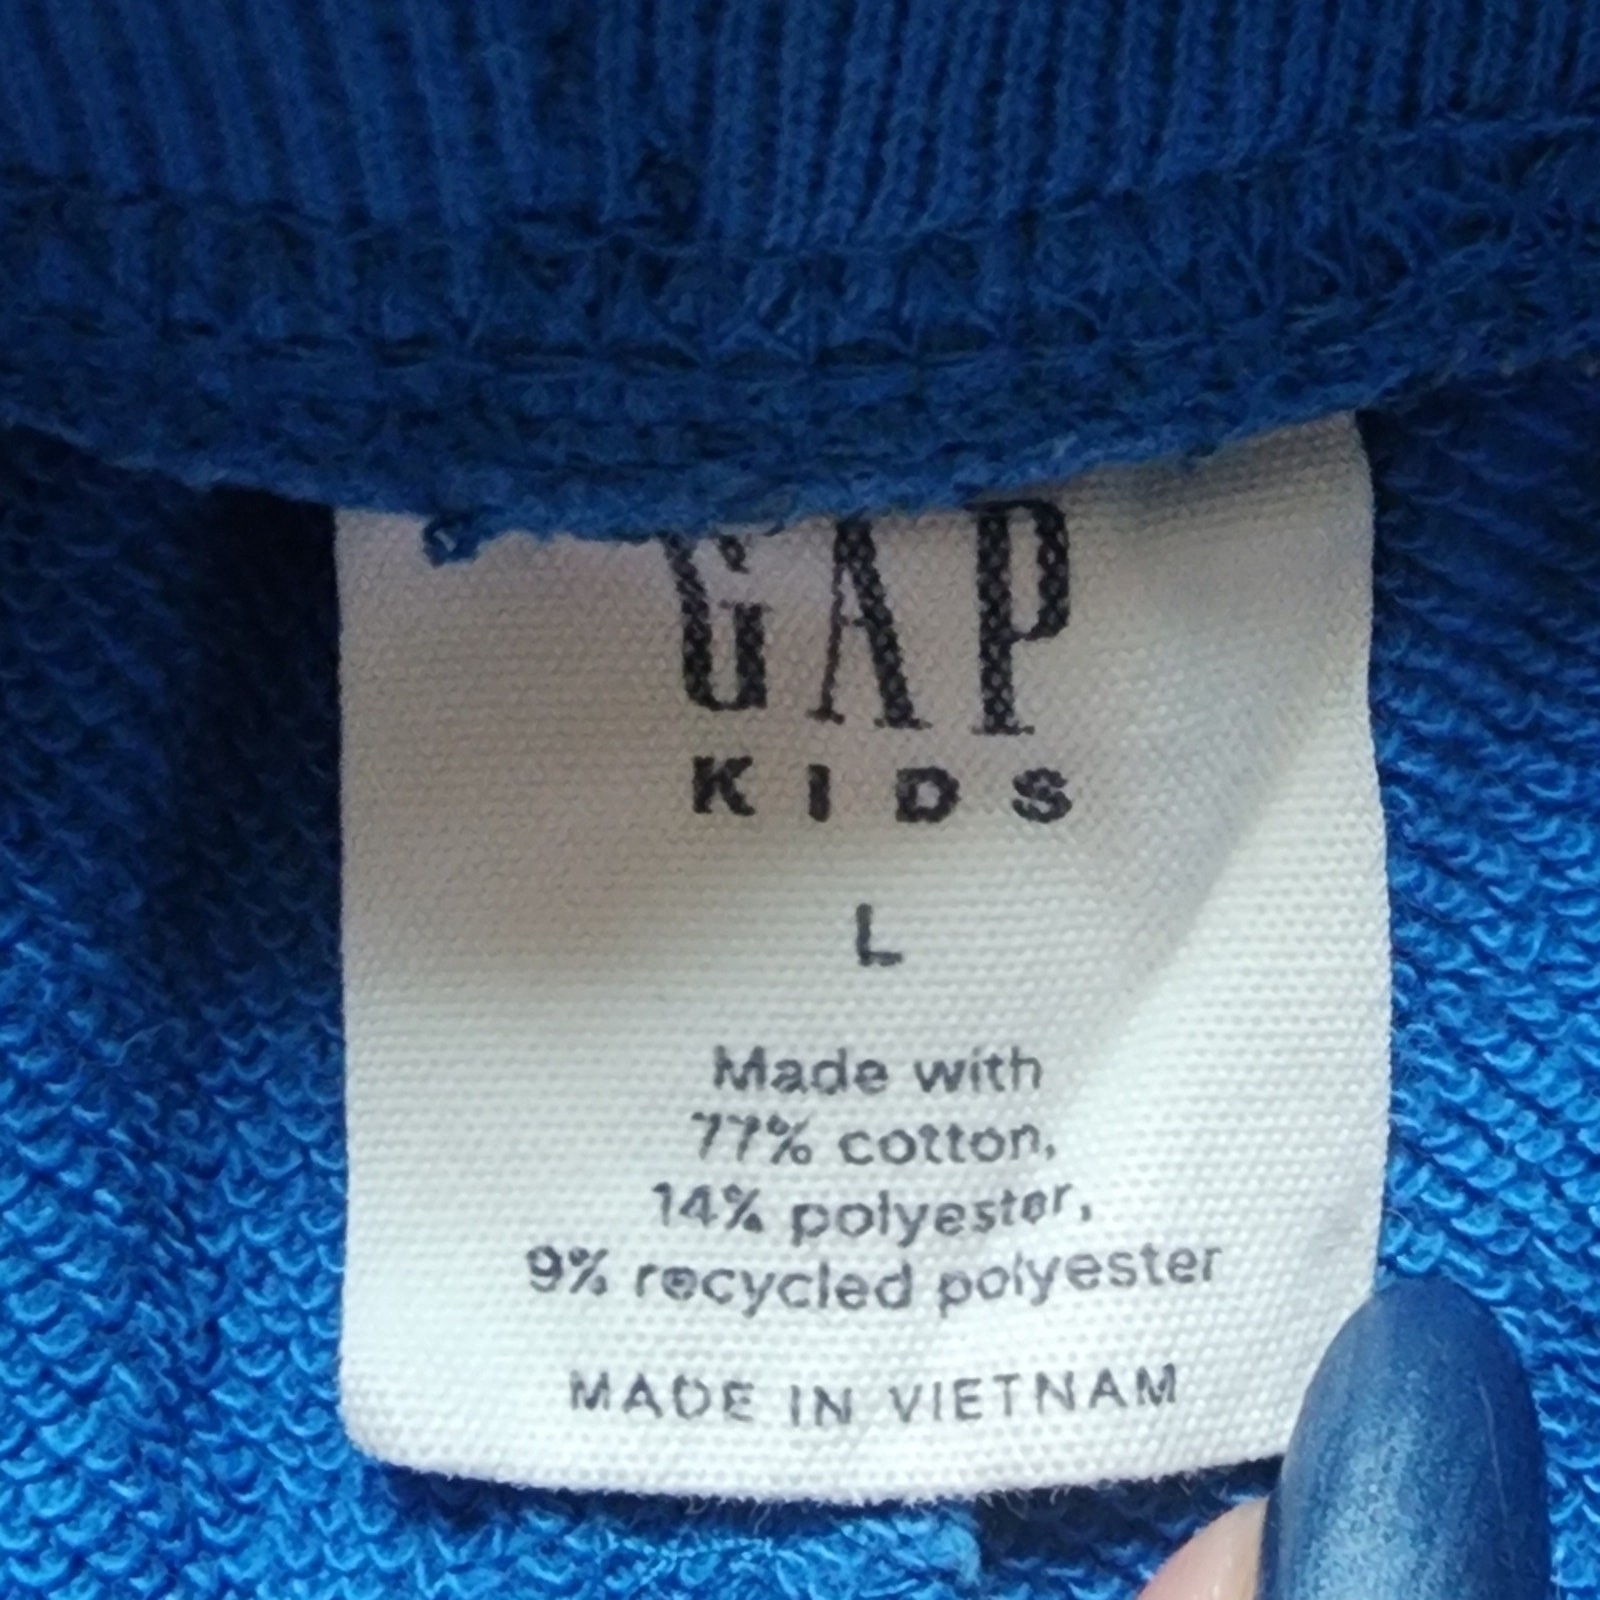 GAP
KIDS
L
Made with
77% cotton,
14% polyester,
9% recycled polyester
MADE IN VIETNAM